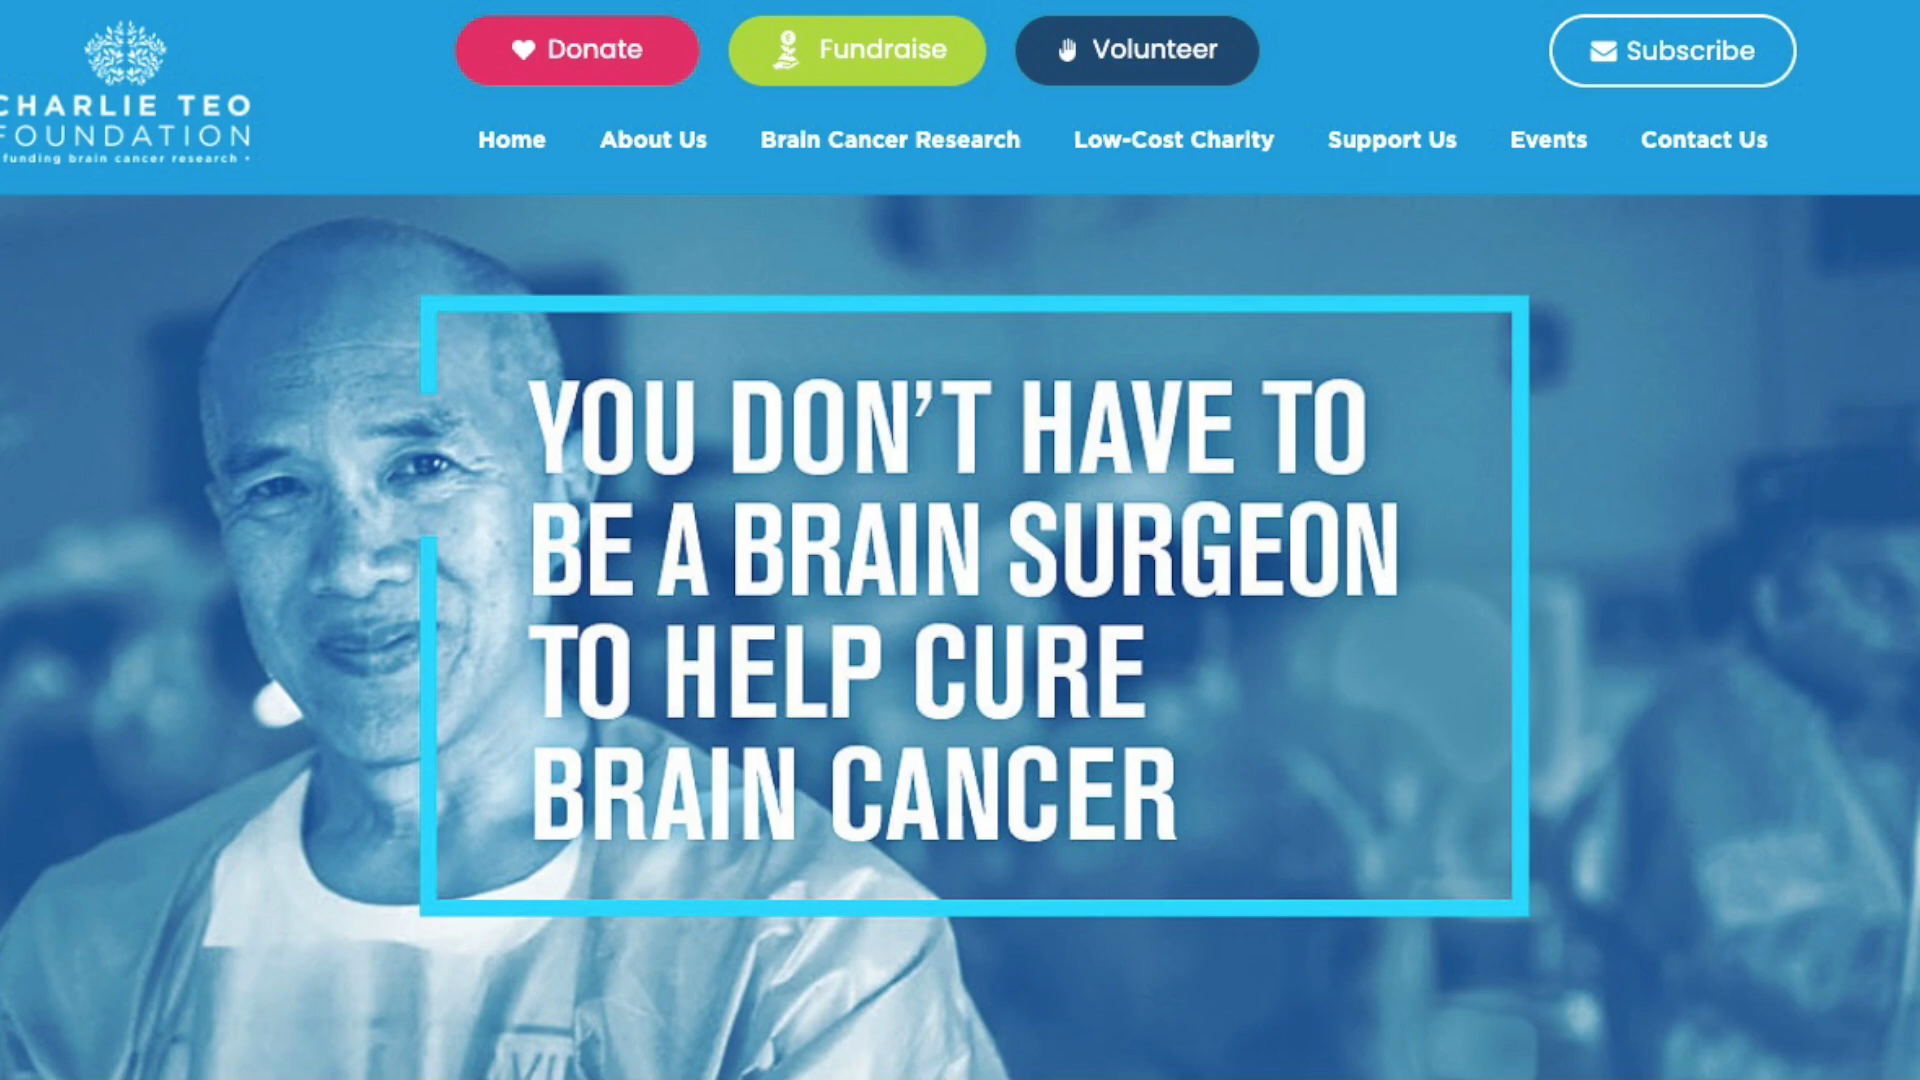 Donate
Fundraise
Volunteer
Subscribe
CHARLIE TEO
FOUNDATION
funding brain cancer research •
Home
About Us
Brain Cancer Research
Low-Cost Charity
Support Us
Events
Contact Us
YOU DON'T HAVE TO
BE A BRAIN SURGEON
TO HELP CURE
BRAIN CANCER